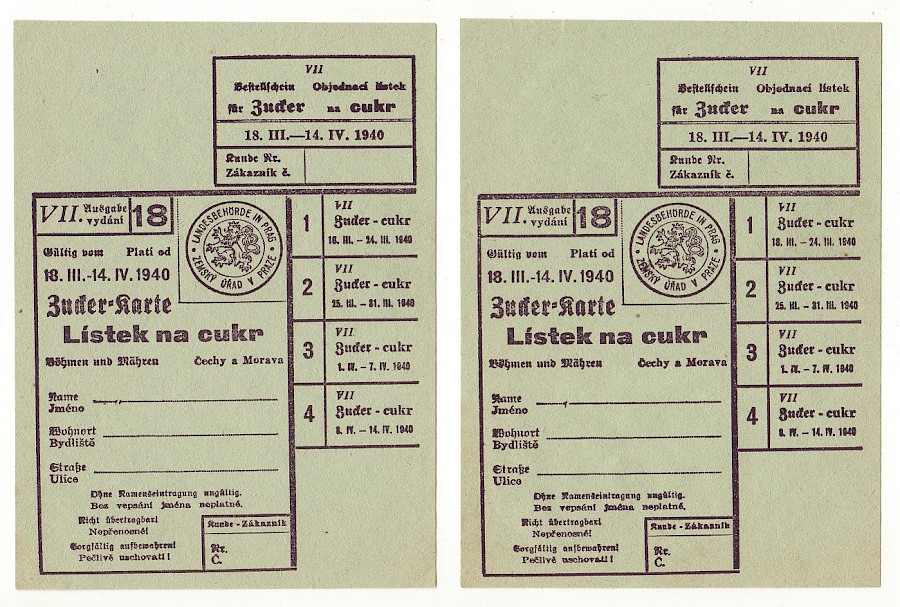 VII
Bestellschein Objednací lístek
für Zucker na cukr
18. III.—14. IV. 1940
Kunde Nr.
Zákazník č.
VII. Ausgabe vydání 18
LANDESBEHÖRDE IN PRAG
ZEMSKÝ ÚŘAD V PRAZE
Gültig vom Platí od
18. III.-14. IV. 1940
Zucker-Karte
Lístek na cukr
Böhmen und Mähren Čechy a Morava
Name
Jméno
Wohnort
Bydliště
Straße
Ulice
Ohne Namenseintragung ungültig.
Bez vepsání jména neplatné.
Nicht übertragbar!
Nepřenosné!
Sorgfältig aufbewahren!
Pečlivě uschovati!
Kunde - Zákazník
Nr.
Č.
1
VII
Zucker - cukr
18. III. – 24. III. 1940
2
VII
Zucker - cukr
25. III. – 31. III. 1940
3
VII
Zucker - cukr
1. IV. – 7. IV. 1940
4
VII
Zucker - cukr
8. IV. – 14. IV. 1940
VII
Bestellschein Objednací lístek
für Zucker na cukr
18. III.—14. IV. 1940
Kunde Nr.
Zákazník č.
VII. Ausgabe vydání 18
LANDESBEHÖRDE IN PRAG
ZEMSKÝ ÚŘAD V PRAZE
Gültig vom Platí od
18. III.-14. IV. 1940
Zucker-Karte
Lístek na cukr
Böhmen und Mähren Čechy a Morava
Name
Jméno
Wohnort
Bydliště
Straße
Ulice
Ohne Namenseintragung ungültig.
Bez vepsání jména neplatné.
Nicht übertragbar!
Nepřenosné!
Sorgfältig aufbewahren!
Pečlivě uschovati!
Kunde - Zákazník
Nr.
Č.
1
VII
Zucker - cukr
18. III. – 24. III. 1940
2
VII
Zucker - cukr
25. III. – 31. III. 1940
3
VII
Zucker - cukr
1. IV. – 7. IV. 1940
4
VII
Zucker - cukr
8. IV. – 14. IV. 1940